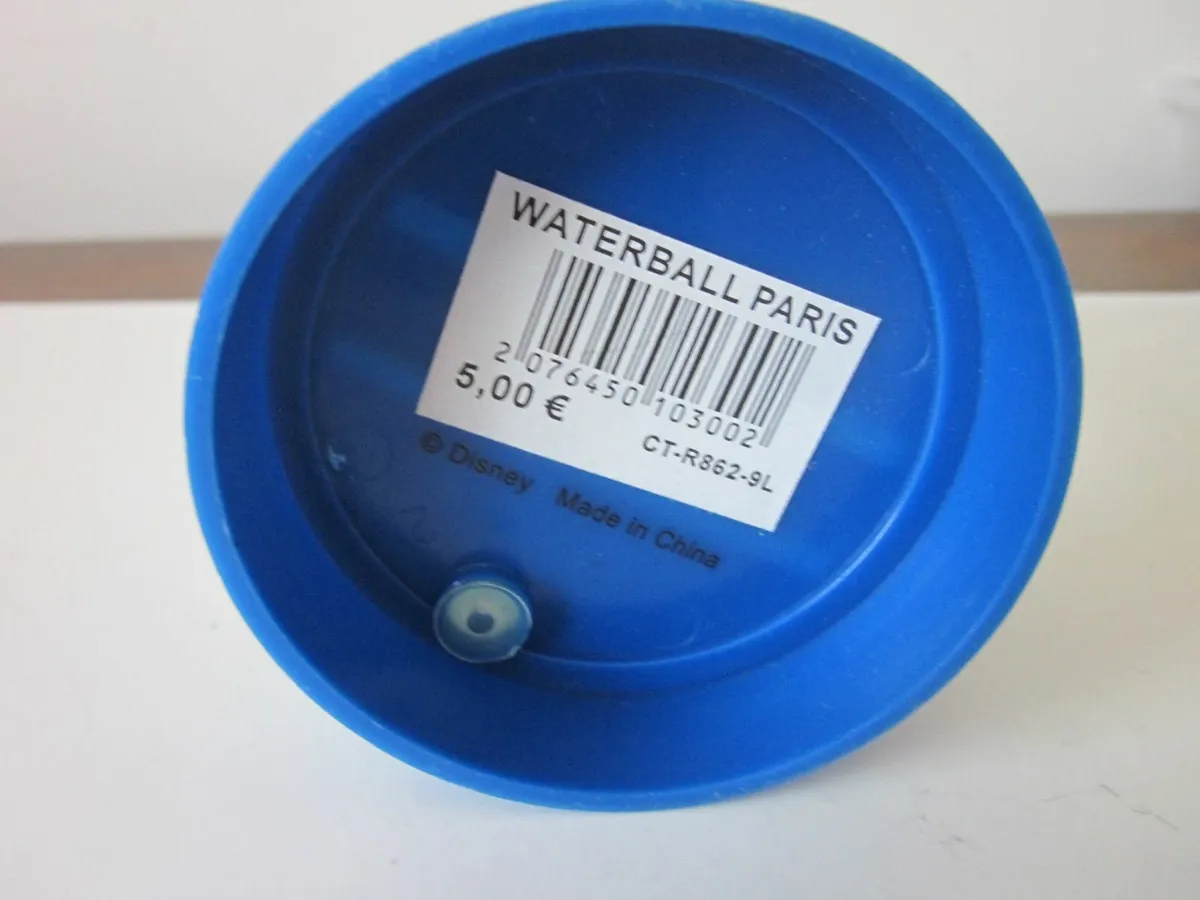 WATERBALL PARIS
2 076450 103002
5,00 €
CT-R862-9L
© Disney Made in China